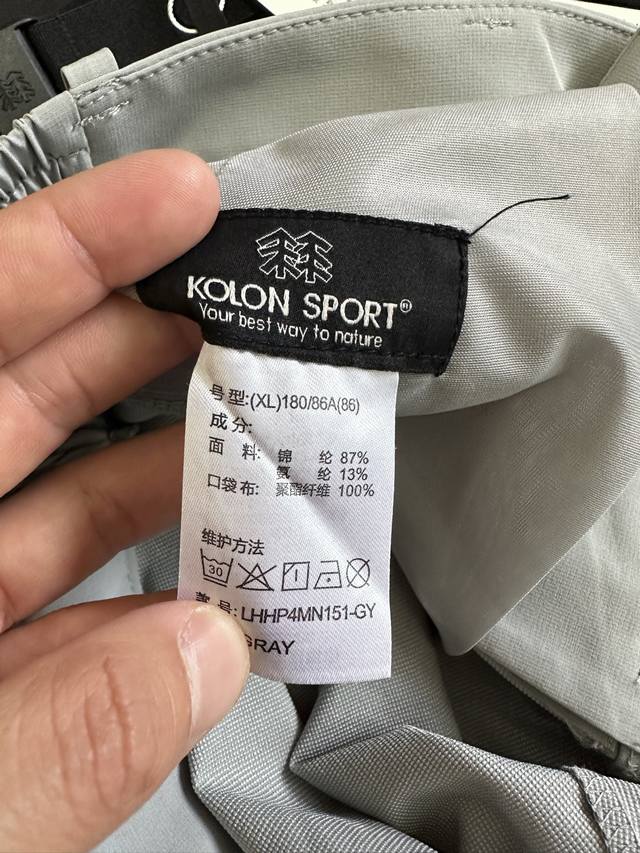 KOLON SPORT®
Your best way to nature
号型:(XL)180/86A(86)
成分:
面料: 锦纶 87%
氨纶 13%
口袋布: 聚酯纤维 100%
维护方法
30
号:LHHP4MN151-GY
GRAY